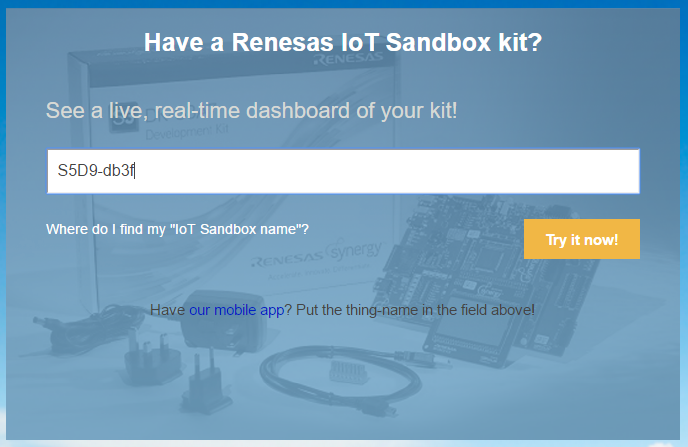 Have a Renesas IoT Sandbox kit?
RENESAS
See a live, real-time dashboard of your kit!
Development Kit
S5D9-db3f
Where do I find my "IoT Sandbox name"?
Try it now!
RENESAS synergy
Have our mobile app? Put the thing-name in the field above!